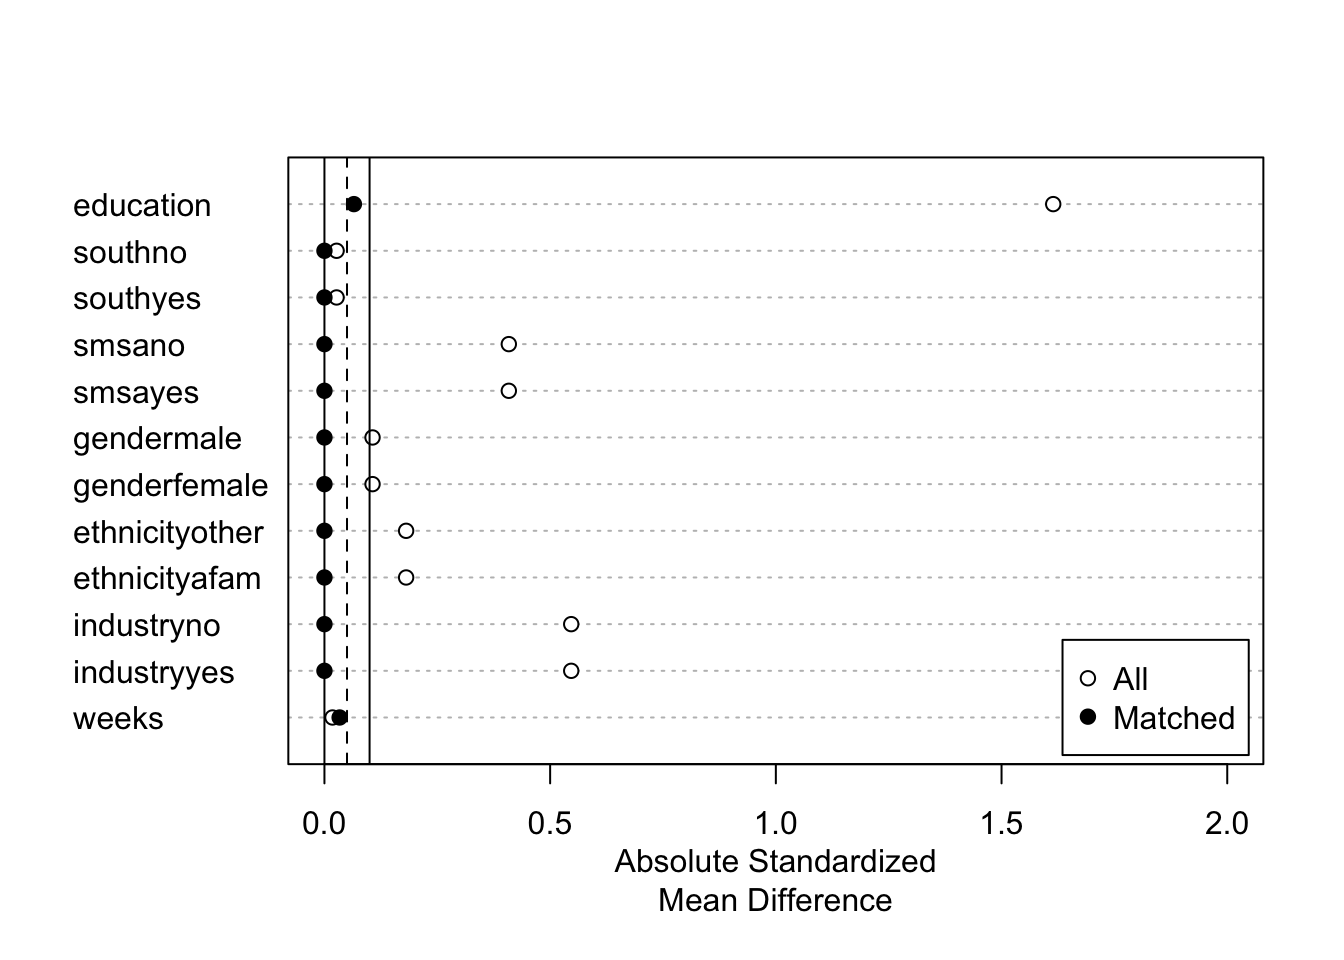 education
southno
southyes
smsano
smsayes
gendermale
genderfemale
ethnicityother
ethnicityafam
industryno
industryyes
weeks
All
Matched
0.0 0.5 1.0 1.5 2.0
Absolute Standardized
Mean Difference